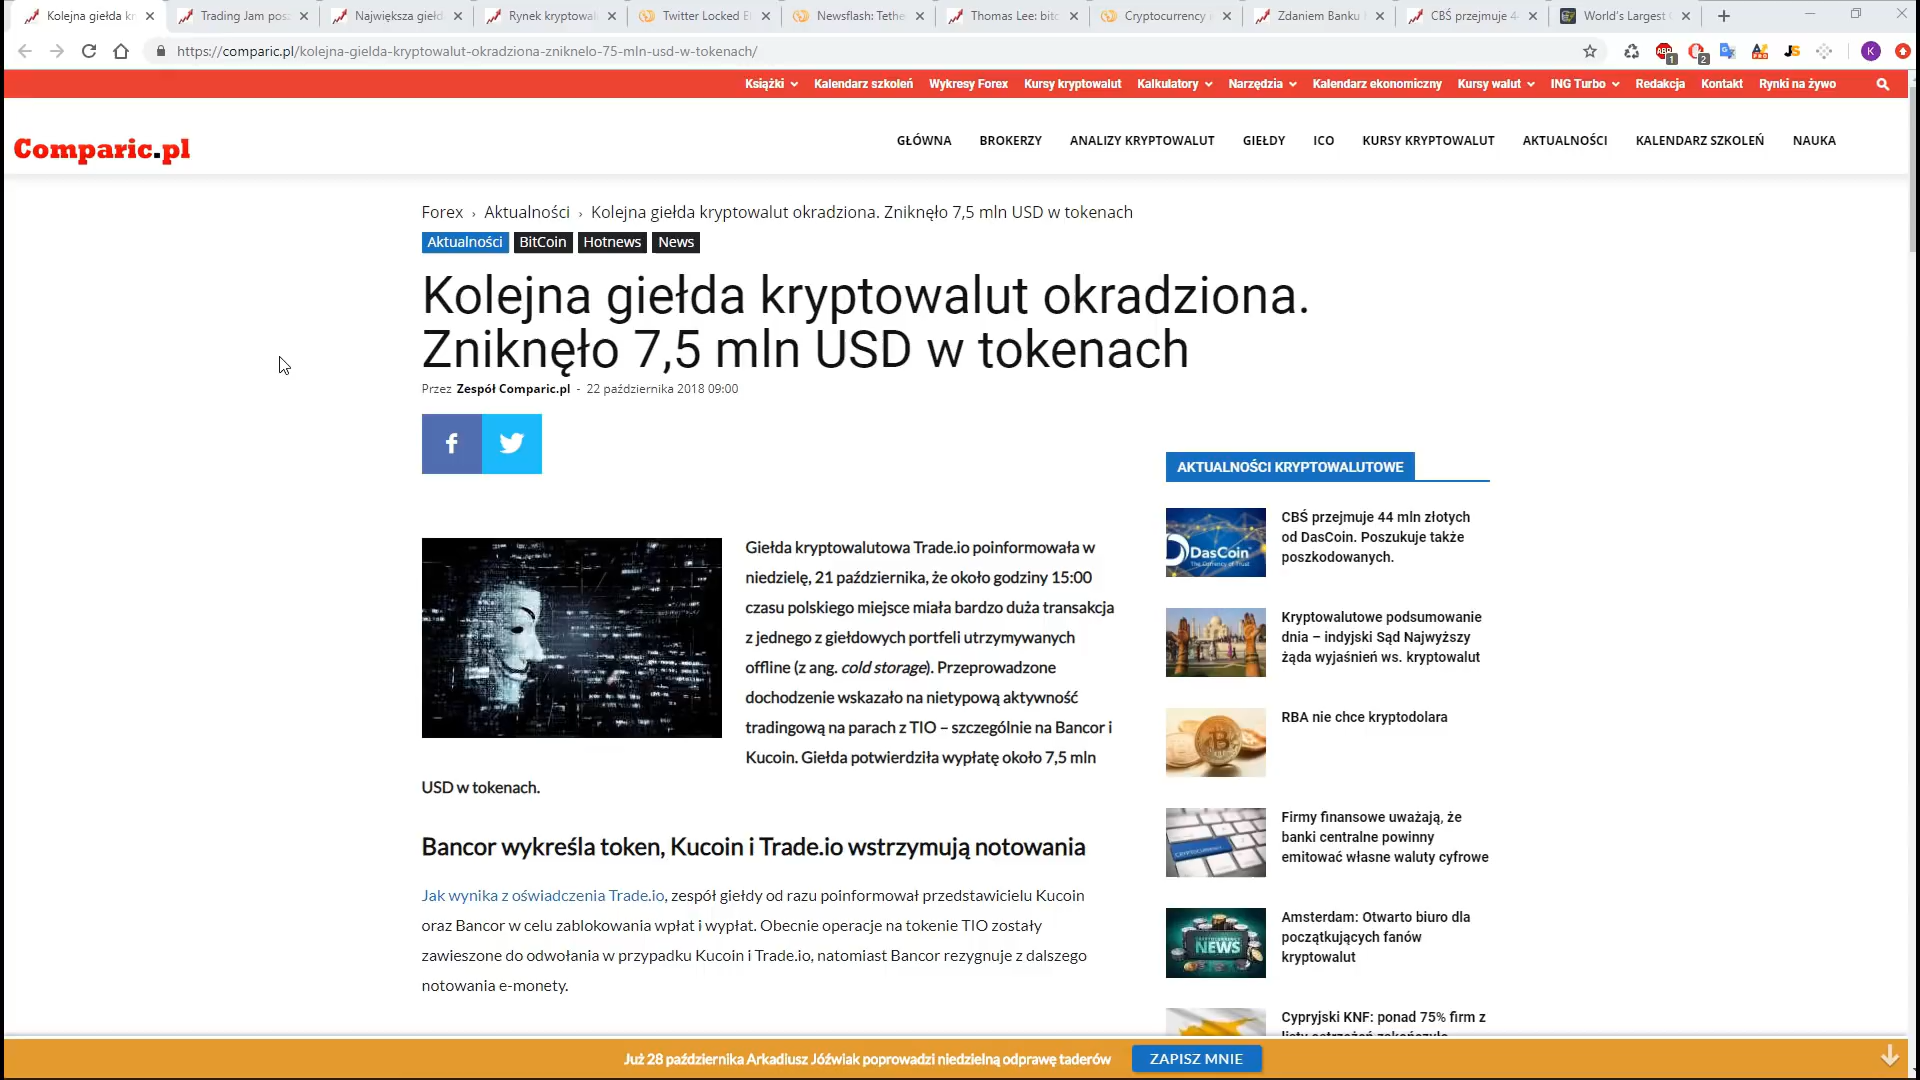 Kolejna giełda kr
Trading Jam pos
Największa giełd
Rynek kryptowal
Twitter Locked El
Newsflash: Tethe
Thomas Lee: bitc
Cryptocurrency
Zdaniem Banku
CBŚ przejmuje 4
World's Largest
https://comparic.pl/kolejna-gielda-kryptowalut-okradziona-zniknelo-75-mln-usd-w-tokenach/
Książki
Kalendarz szkoleń
Wykresy Forex
Kursy kryptowalut
Kalkulatory
Narzędzia
Kalendarz ekonomiczny
Kursy walut
ING Turbo
Redakcja
Kontakt
Rynki na żywo
Comparic.pl
GŁÓWNA
BROKERZY
ANALIZY KRYPTOWALUT
GIEŁDY
ICO
KURSY KRYPTOWALUT
AKTUALNOŚCI
KALENDARZ SZKOLEŃ
NAUKA
Forex › Aktualności › Kolejna giełda kryptowalut okradziona. Zniknęło 7,5 mln USD w tokenach
Aktualności BitCoin Hotnews News
Kolejna giełda kryptowalut okradziona.
Zniknęło 7,5 mln USD w tokenach
Przez Zespół Comparic.pl - 22 października 2018 09:00
Giełda kryptowalutowa Trade.io poinformowała w
niedzielę, 21 października, że około godziny 15:00
czasu polskiego miejsce miała bardzo duża transakcja
z jednego z giełdowych portfeli utrzymywanych
offline (z ang. cold storage). Przeprowadzone
dochodzenie wskazało na nietypową aktywność
tradingową na parach z TIO – szczególnie na Bancor i
Kucoin. Giełda potwierdziła wypłatę około 7,5 mln
USD w tokenach.
Bancor wykreśla token, Kucoin i Trade.io wstrzymują notowania
Jak wynika z oświadczenia Trade.io, zespół giełdy od razu poinformował przedstawicielu Kucoin
oraz Bancor w celu zablokowania wpłat i wypłat. Obecnie operacje na tokenie TIO zostały
zawieszone do odwołania w przypadku Kucoin i Trade.io, natomiast Bancor rezygnuje z dalszego
notowania e-monety.
AKTUALNOŚCI KRYPTOWALUTOWE
DasCoin
The Currency of Trust
CBŚ przejmuje 44 mln złotych
od DasCoin. Poszukuje także
poszkodowanych.
Kryptowalutowe podsumowanie
dnia – indyjski Sąd Najwyższy
żąda wyjaśnień ws. kryptowalut
RBA nie chce kryptodolara
Firmy finansowe uważają, że
banki centralne powinny
emitować własne waluty cyfrowe
CRYPTOCURRENCY
NEWS
Amsterdam: Otwarto biuro dla
początkujących fanów
kryptowalut
Cypryjski KNF: ponad 75% firm z
Już 28 października Arkadiusz Jóźwiak poprowadzi niedzielną odprawę taderów
ZAPISZ MNIE